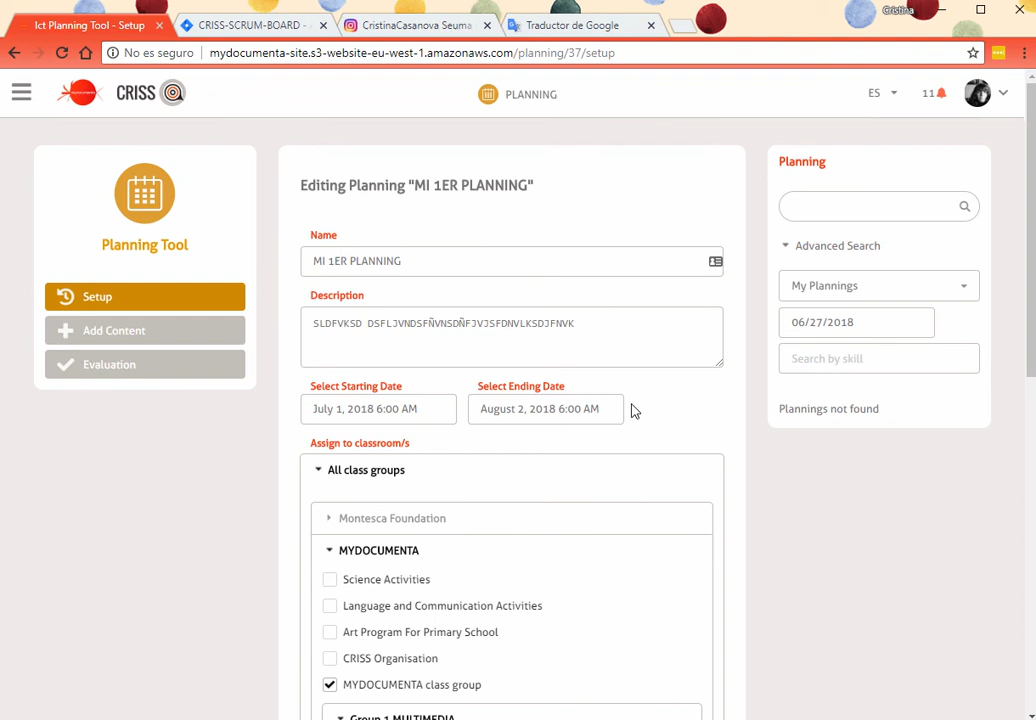 Cristina
Ict Planning Tool - Setup
CRISS-SCRUM-BOARD -
CristinaCasanova Seuma
Traductor de Google
No es seguro
mydocumenta-site.s3-website-eu-west-1.amazonaws.com/planning/37/setup
CRISS
PLANNING
ES
11
Planning Tool
Setup
Add Content
Evaluation
Editing Planning "MI 1ER PLANNING"
Name
MI 1ER PLANNING
Description
SLDFVKSD DSFLJVNDSFÑVNSDÑFJVJSFDNVLKSDJFNVK
Select Starting Date
Select Ending Date
July 1, 2018 6:00 AM
August 2, 2018 6:00 AM
Assign to classroom/s
All class groups
Montesca Foundation
MYDOCUMENTA
Science Activities
Language and Communication Activities
Art Program For Primary School
CRISS Organisation
MYDOCUMENTA class group
Group 1 MULTIMEDIA
Planning
Advanced Search
My Plannings
06/27/2018
Search by skill
Plannings not found